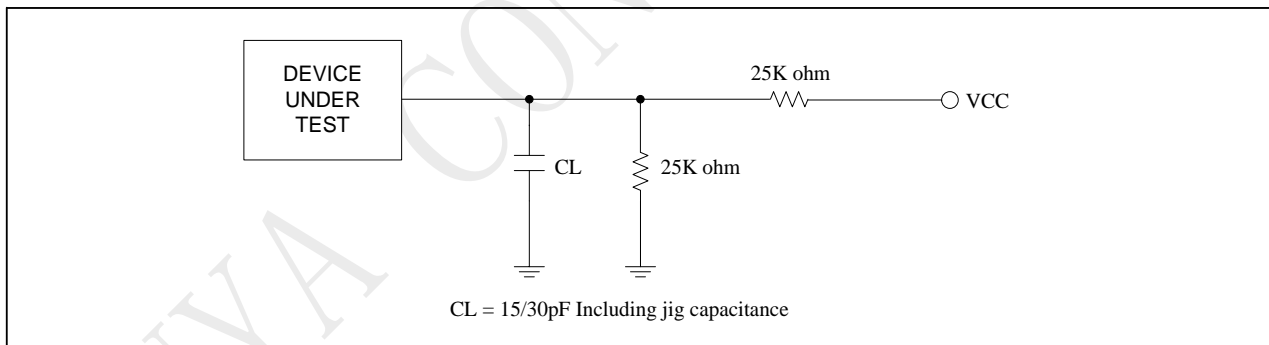 DEVICE
UNDER
TEST
25K ohm
VCC
CL
25K ohm
CL = 15/30pF Including jig capacitance